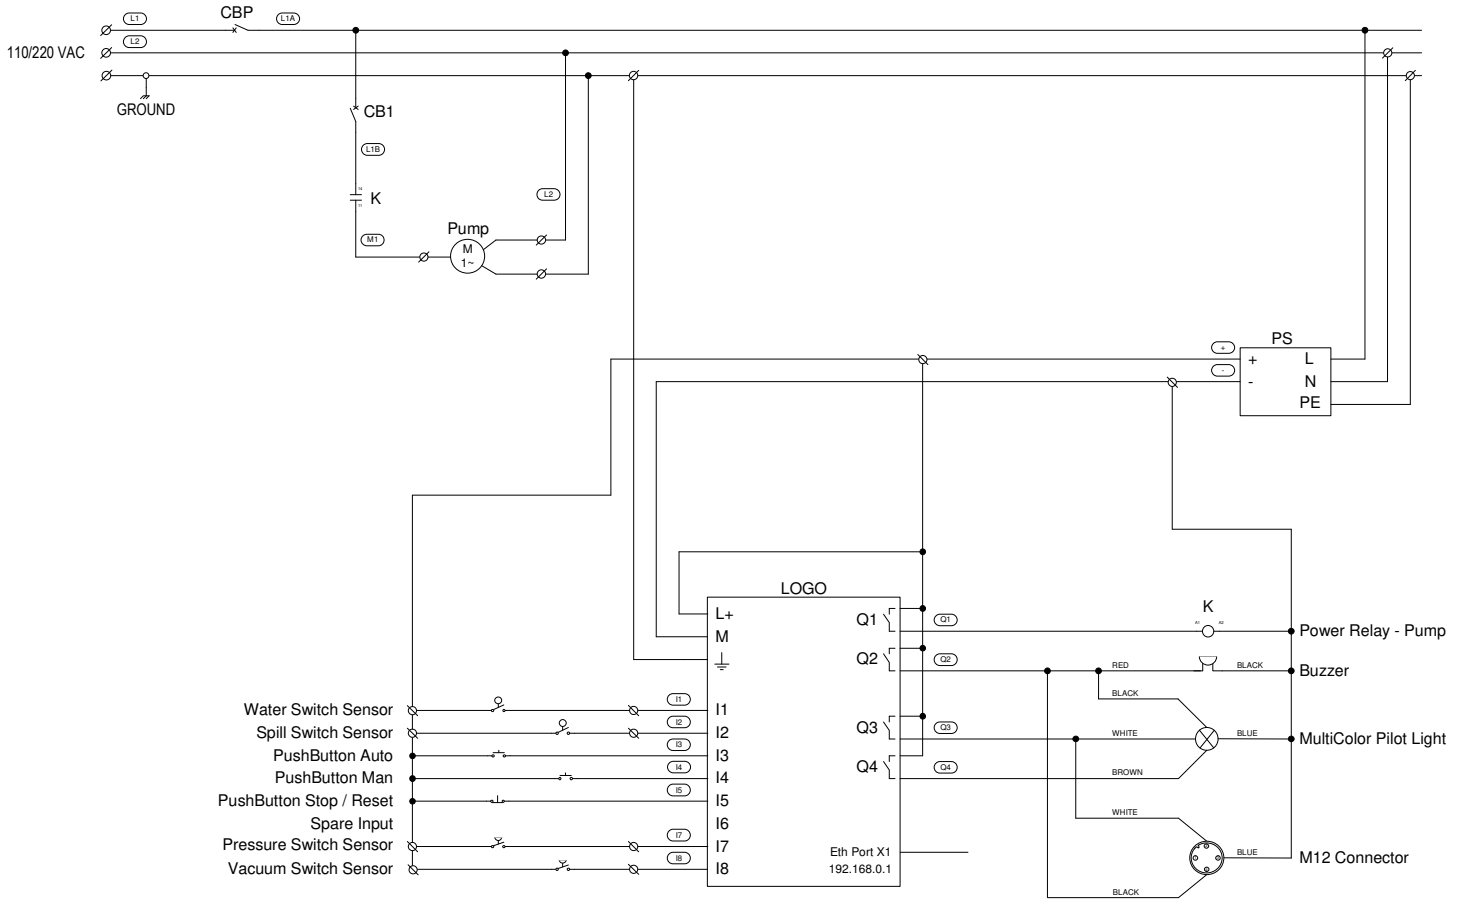 CBP
L1
L1A
L2
110/220 VAC
GROUND
CB1
L1B
14
K
11
L2
M1
Pump
M
1~
PS
+
+ L
-
- N
PE
LOGO
L+
M
Q1 Q1
K
A1 A2
Power Relay - Pump
Q2 Q2
RED
BLACK
Buzzer
BLACK
Water Switch Sensor I1 I1
Spill Switch Sensor I2 I2
Q3 Q3
WHITE
BLUE
MultiColor Pilot Light
PushButton Auto I3 I3
Q4 Q4
BROWN
PushButton Man I4 I4
PushButton Stop / Reset I5 I5
WHITE
Spare Input I6
Pressure Switch Sensor I7 I7
Eth Port X1
192.168.0.1
BLUE
M12 Connector
Vacuum Switch Sensor I8 I8
BLACK